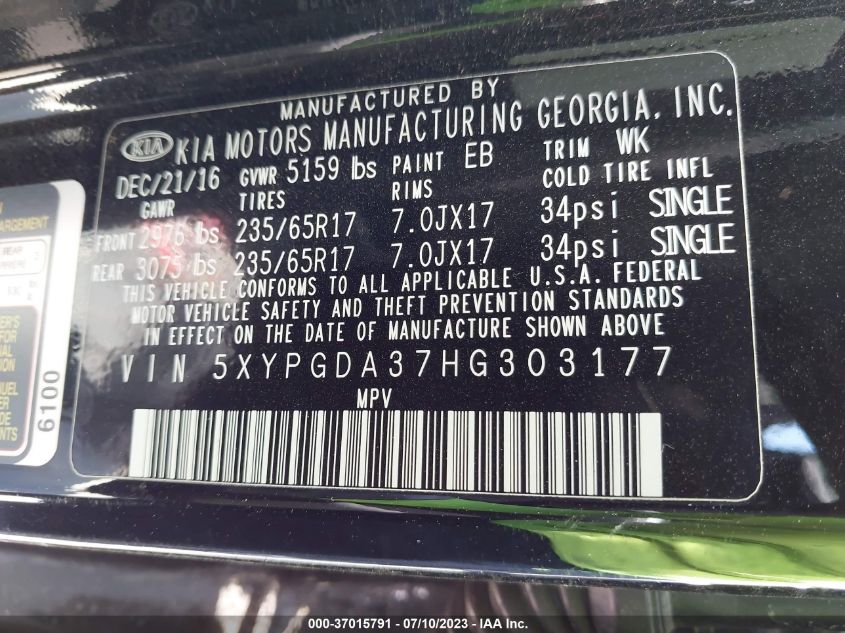 MANUFACTURED BY
KIA KIA MOTORS MANUFACTURING GEORGIA, INC.
DEC/21/16 GVWR 5159 lbs PAINT EB TRIM WK
GAWR TIRES RIMS COLD TIRE INFL
FRONT 2976 lbs 235/65R17 7.0JX17 34psi SINGLE
REAR 3075 lbs 235/65R17 7.0JX17 34psi SINGLE
THIS VEHICLE CONFORMS TO ALL APPLICABLE U.S.A. FEDERAL
MOTOR VEHICLE SAFETY AND THEFT PREVENTION STANDARDS
IN EFFECT ON THE DATE OF MANUFACTURE SHOWN ABOVE
VIN 5XYPGDA37HG303177
MPV
REAR
6100
000-37015791 - 07/10/2023 - IAA Inc.